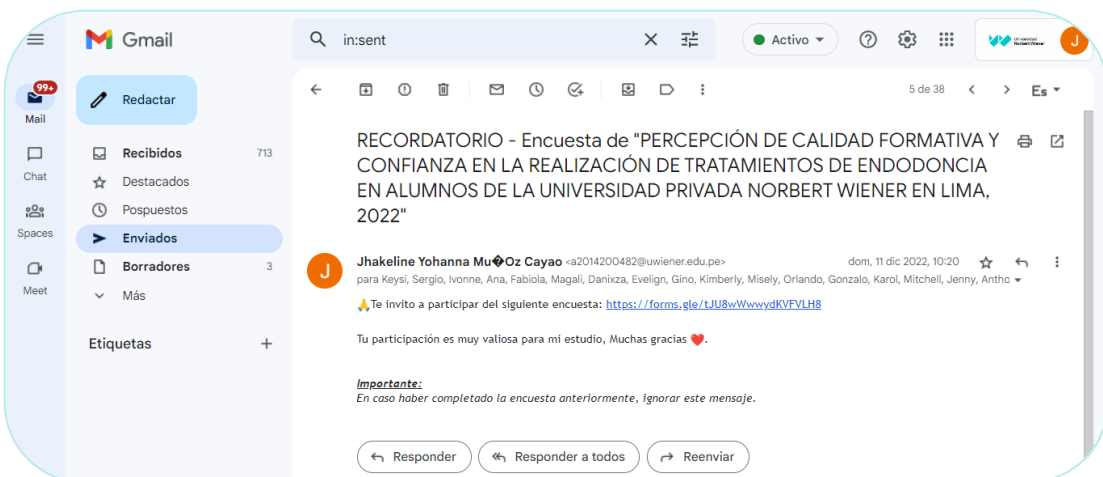 Gmail
in:sent
Activo
Universidad
Norbert Wiener
J
99+
Mail
Redactar
5 de 38
Es
Chat
Spaces
Meet
Recibidos 713
Destacados
Pospuestos
Enviados
Borradores 3
Más
Etiquetas
RECORDATORIO - Encuesta de "PERCEPCIÓN DE CALIDAD FORMATIVA Y
CONFIANZA EN LA REALIZACIÓN DE TRATAMIENTOS DE ENDODONCIA
EN ALUMNOS DE LA UNIVERSIDAD PRIVADA NORBERT WIENER EN LIMA,
2022"
J
Jhakeline Yohanna Mu�Oz Cayao <a2014200482@uwiener.edu.pe> dom, 11 dic 2022, 10:20
para Keysi, Sergio, Ivonne, Ana, Fabiola, Magali, Danixza, Evelign, Gino, Kimberly, Misely, Orlando, Gonzalo, Karol, Mitchell, Jenny, Antho
🙏Te invito a participar del siguiente encuesta: https://forms.gle/tJU8wWwwydKVFVLH8
Tu participación es muy valiosa para mi estudio, Muchas gracias ❤️.
Importante:
En caso haber completado la encuesta anteriormente, ignorar este mensaje.
Responder
Responder a todos
Reenviar